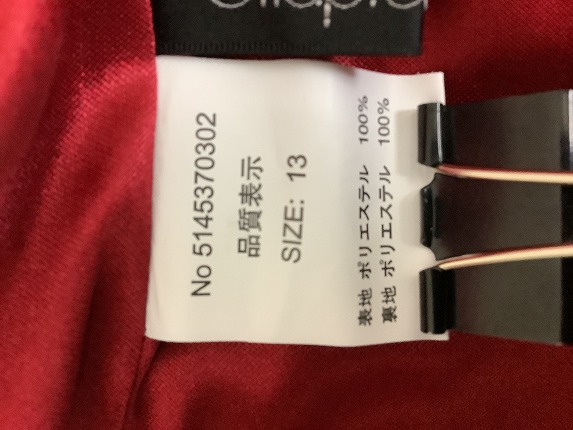 No 5145370302
品質表示
SIZE: 13
表地 ポリエステル 100%
裏地 ポリエステル 100%